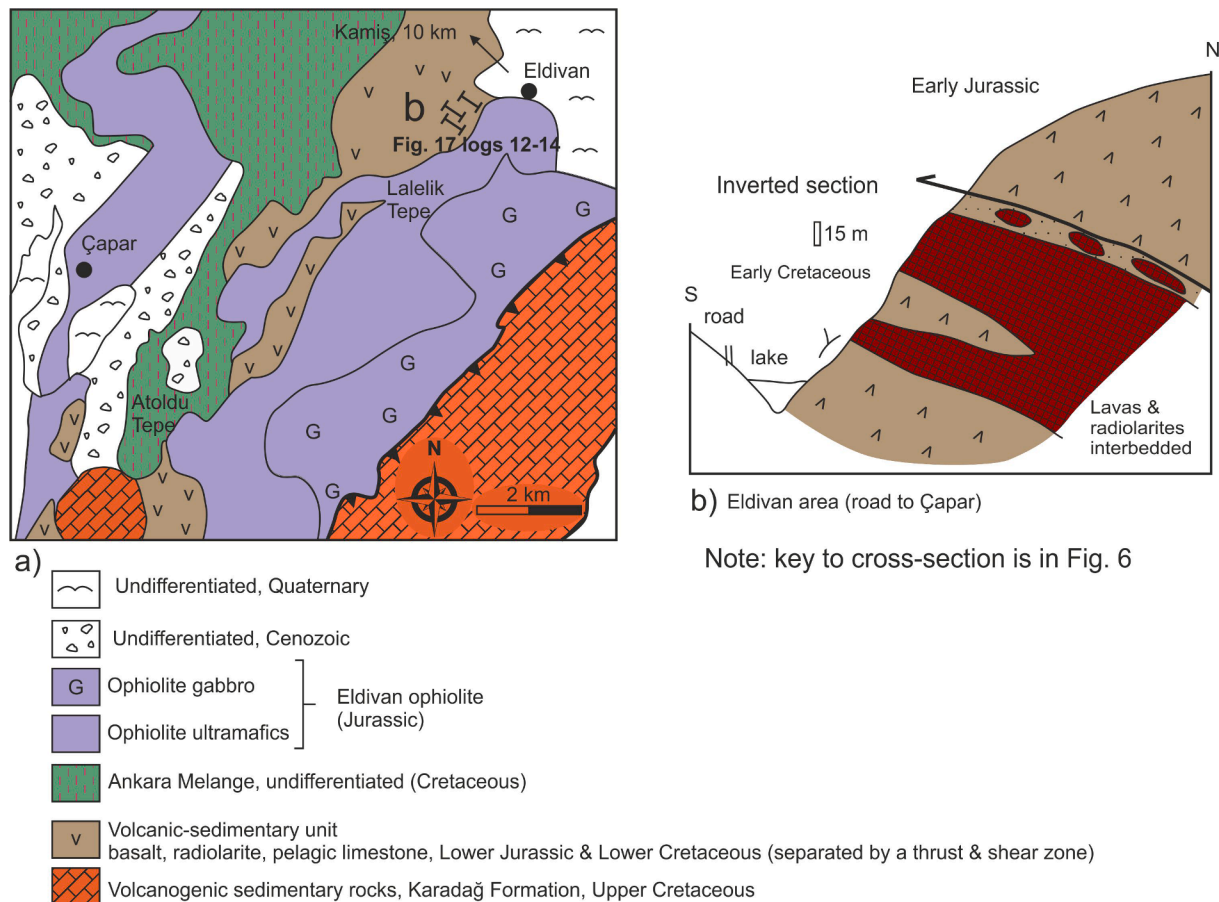 Kamiş, 10 km
Eldivan
v
v
v
v
v
b
Fig. 17 logs 12-14
Lalelik
Tepe
G
G
G
v
v
v
v
Çapar
G
v
v
v
Atoldu
Tepe
G
G
G
v
v
v
v
v
v
v
v
N
2 km
a)
Undifferentiated, Quaternary
Undifferentiated, Cenozoic
G Ophiolite gabbro
Ophiolite ultramafics
Eldivan ophiolite
(Jurassic)
Ankara Melange, undifferentiated (Cretaceous)
v Volcanic-sedimentary unit
basalt, radiolarite, pelagic limestone, Lower Jurassic & Lower Cretaceous (separated by a thrust & shear zone)
Volcanogenic sedimentary rocks, Karadağ Formation, Upper Cretaceous
N
Early Jurassic
Inverted section
15 m
Early Cretaceous
S
road
lake
Lavas &
radiolarites
interbedded
b) Eldivan area (road to Çapar)
Note: key to cross-section is in Fig. 6